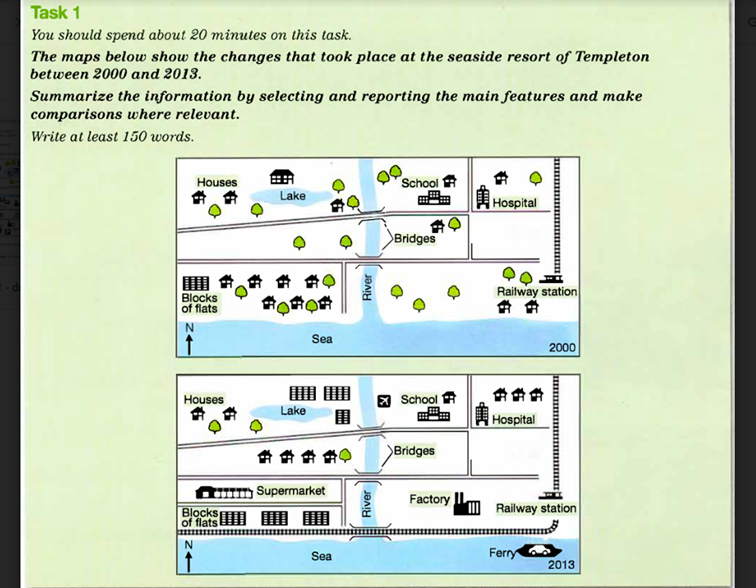 Task 1
You should spend about 20 minutes on this task.
The maps below show the changes that took place at the seaside resort of Templeton
between 2000 and 2013.
Summarize the information by selecting and reporting the main features and make
comparisons where relevant.
Write at least 150 words.
Houses
Lake
School
Hospital
Bridges
River
Blocks
of flats
Railway station
N
Sea
2000
Houses
Lake
School
Hospital
Bridges
Supermarket
River
Factory
Railway station
Blocks
of flats
N
Sea
Ferry
2013